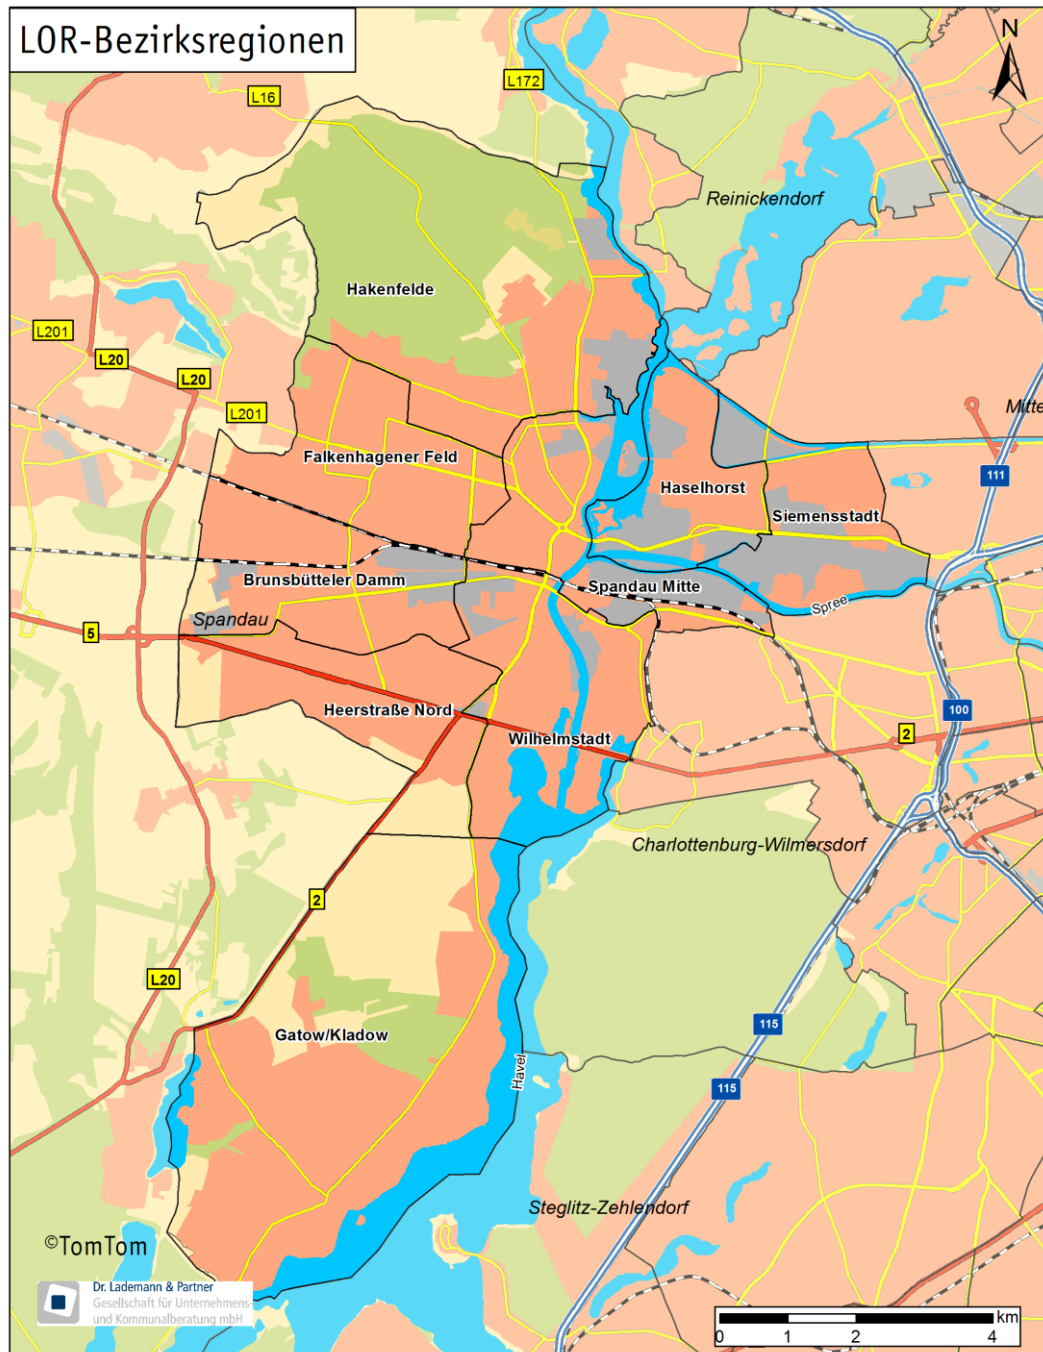 LOR-Bezirksregionen
N
L16
L172
Reinickendorf
Hakenfelde
L201
L20
L20
L201
Mitte
Falkenhagener Feld
111
Haselhorst
Siemensstadt
Brunsbütteler Damm
Spandau Mitte
Spree
Spandau
5
Heerstraße Nord
100
2
Wilhelmstadt
Charlottenburg-Wilmersdorf
2
L20
115
Gatow/Kladow
Havel
115
Steglitz-Zehlendorf
©TomTom
Dr. Lademann & Partner
Gesellschaft für Unternehmens-
und Kommunalberatung mbH
km
0 1 2 4